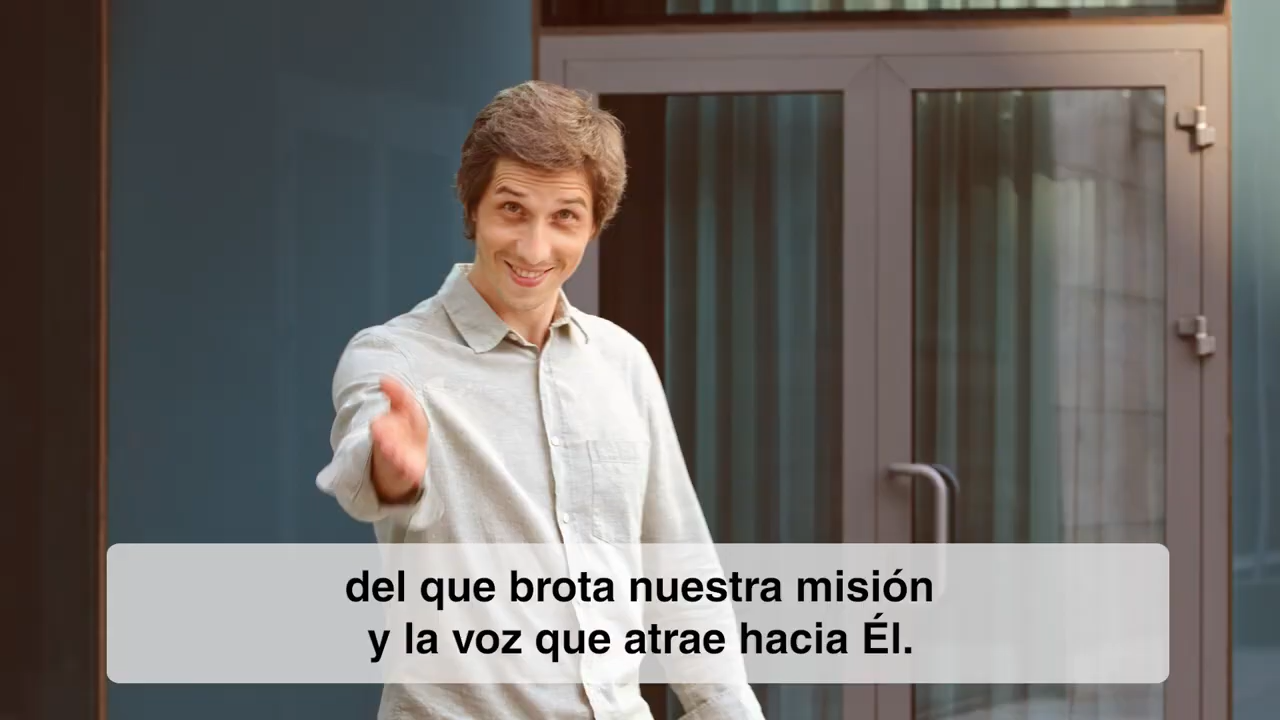 del que brota nuestra misión
y la voz que atrae hacia Él.